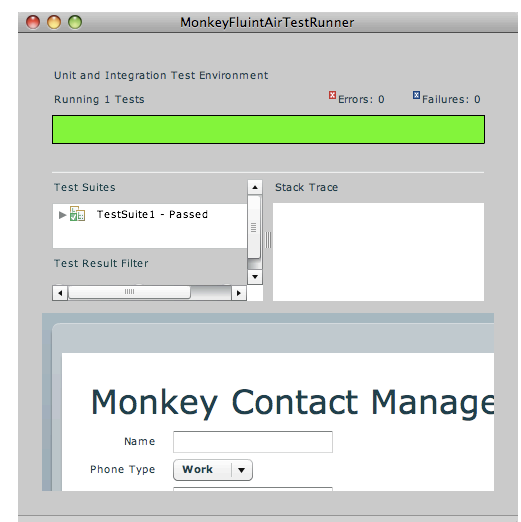 MonkeyFluintAirTestRunner
Unit and Integration Test Environment
Running 1 Tests
Errors: 0
Failures: 0
Test Suites
Stack Trace
TestSuite1 - Passed
Test Result Filter
Monkey Contact Manage
Name
Phone Type
Work